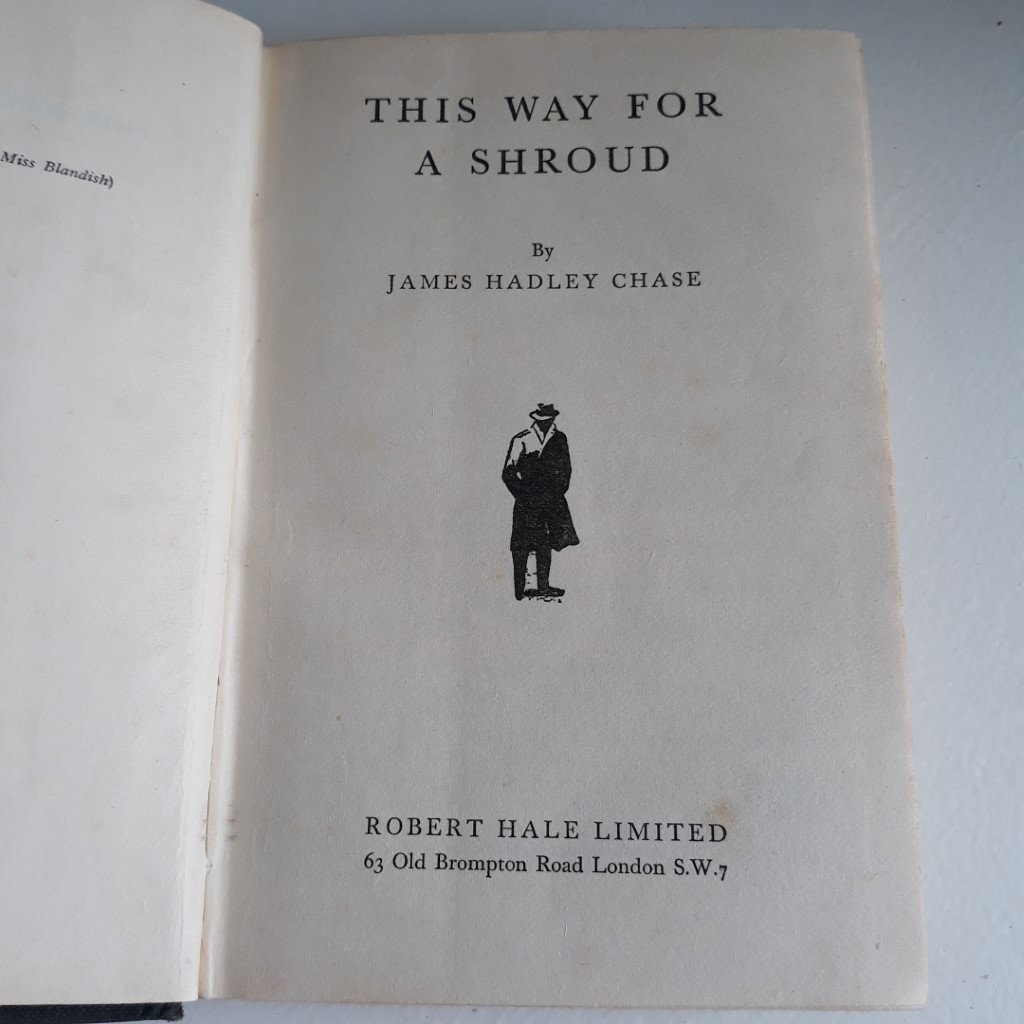 Miss Blandish)
THIS WAY FOR
A SHROUD
By
JAMES HADLEY CHASE
ROBERT HALE LIMITED
63 Old Brompton Road London S.W.7